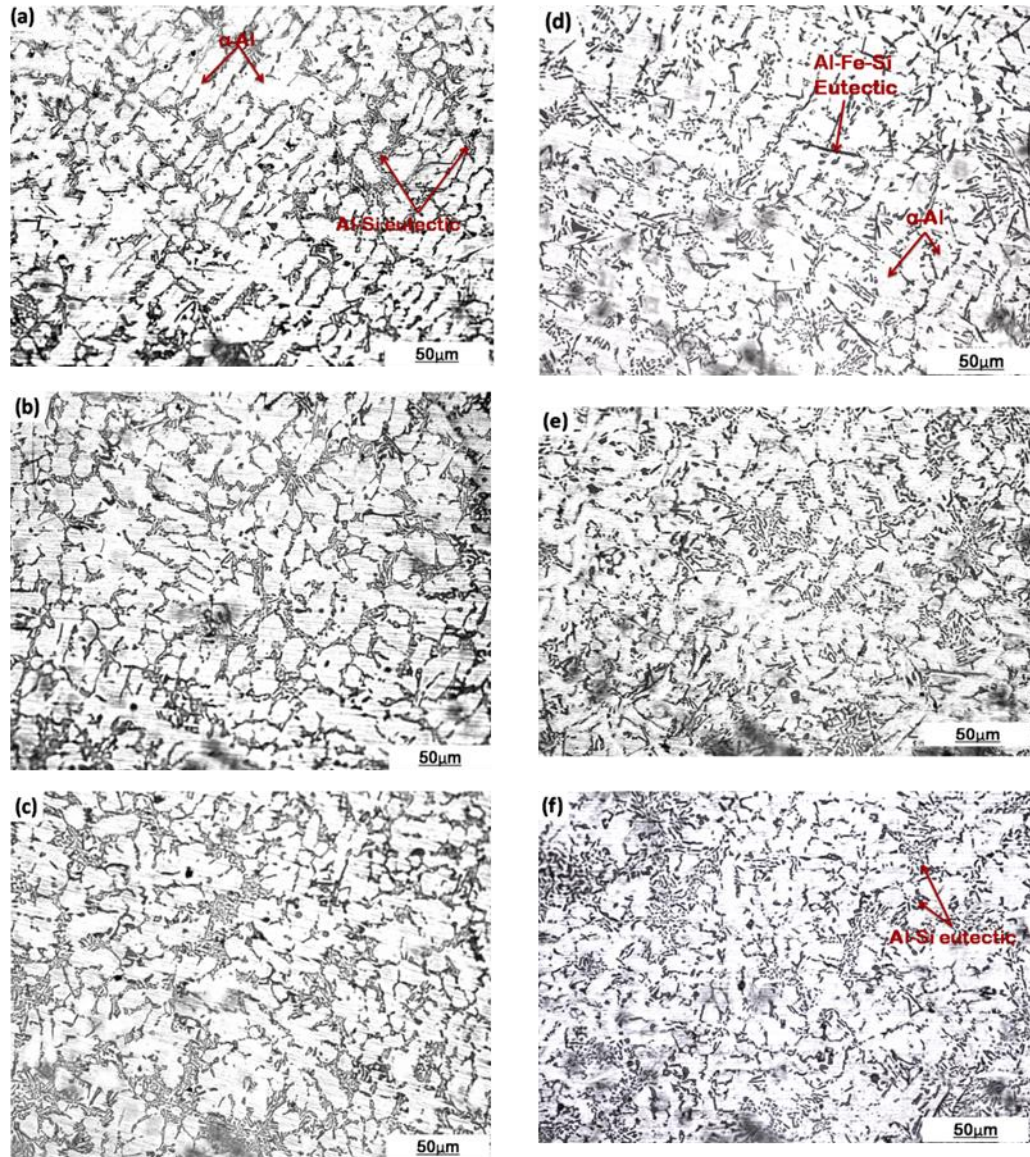 (a)
α-Al
Al-Si eutectic
50μm
(d)
Al-Fe-Si
Eutectic
α-Al
50μm
(b)
50μm
(e)
50μm
(c)
50μm
(f)
Al-Si eutectic
50μm